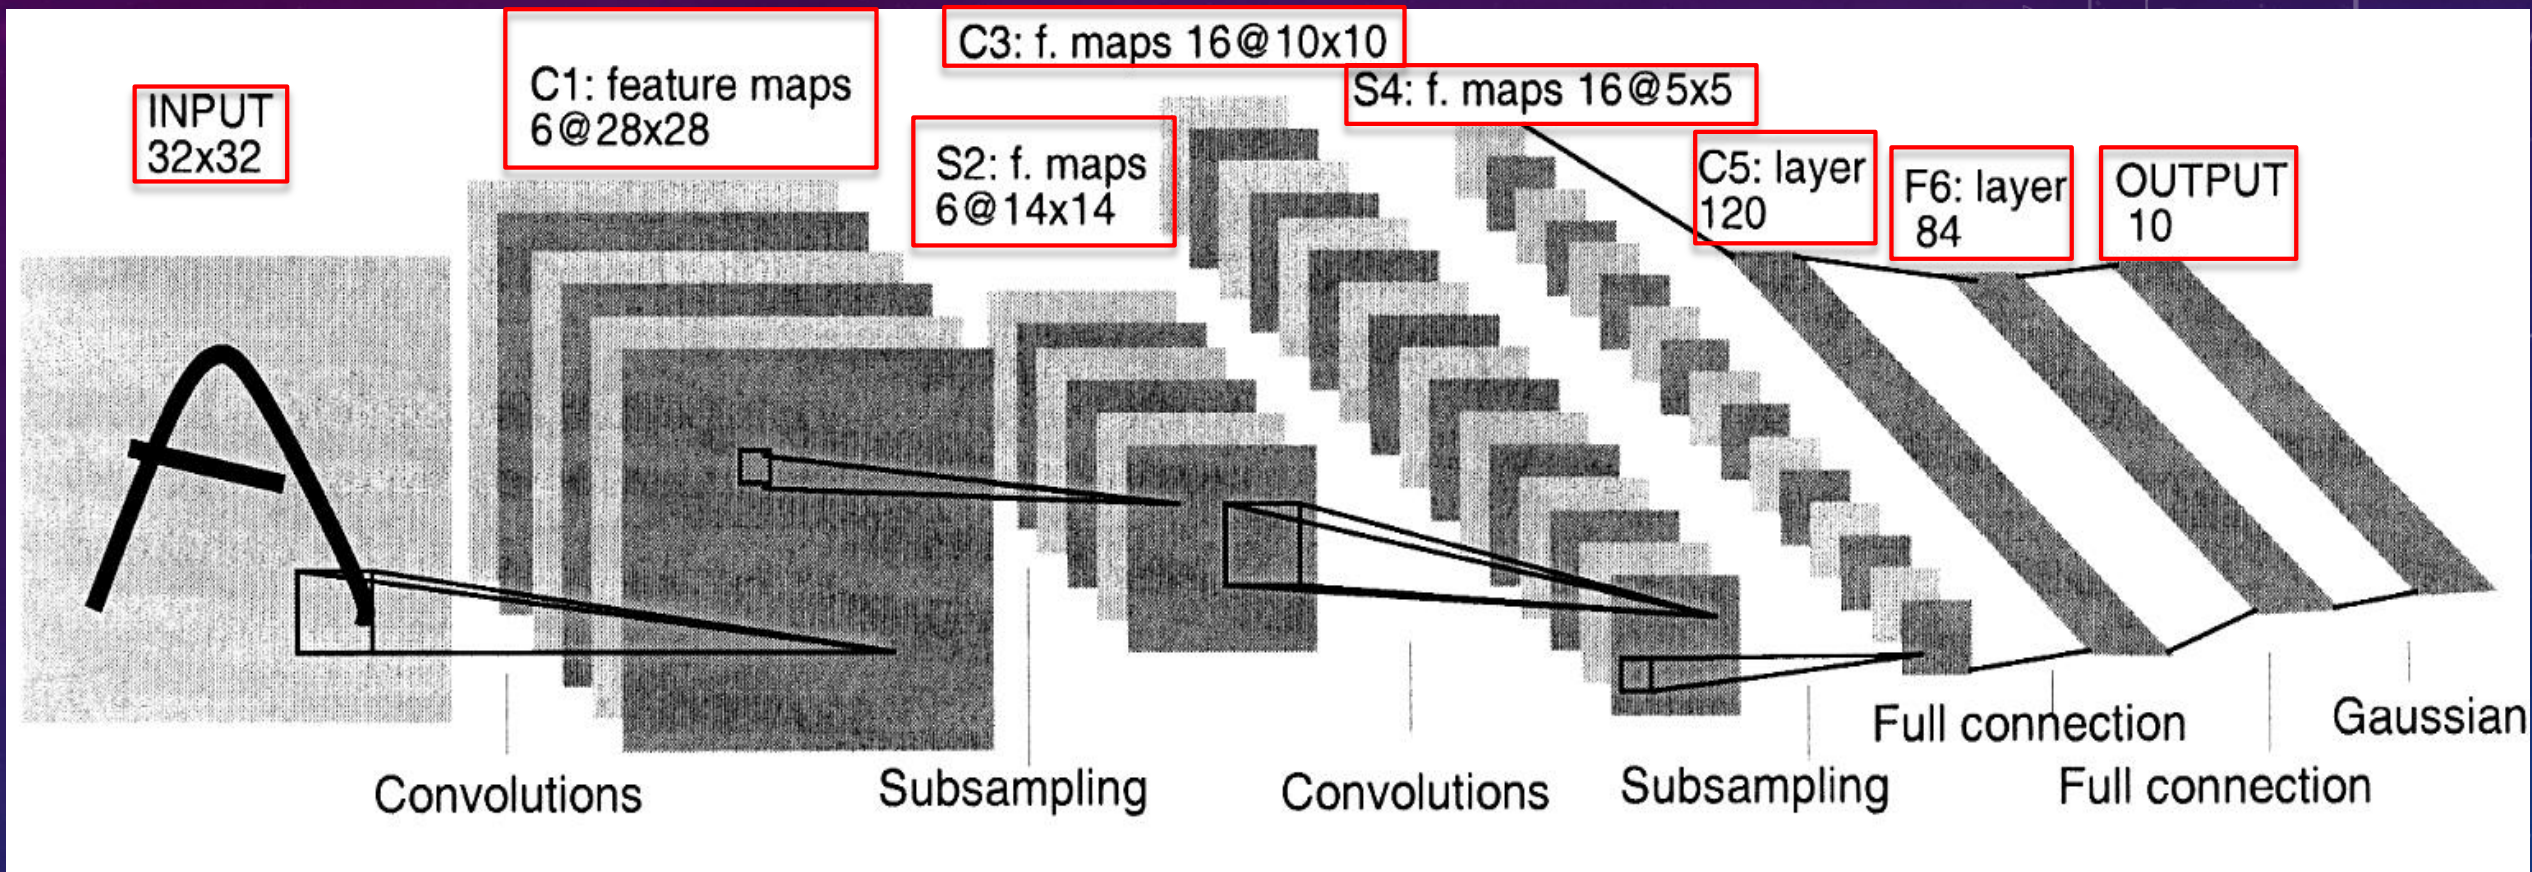 INPUT
32x32
C1: feature maps
6@28x28
S2: f. maps
6@14x14
C3: f. maps 16@10x10
S4: f. maps 16@5x5
C5: layer
120
F6: layer
84
OUTPUT
10
Convolutions
Subsampling
Convolutions
Subsampling
Full connection
Full connection
Gaussian